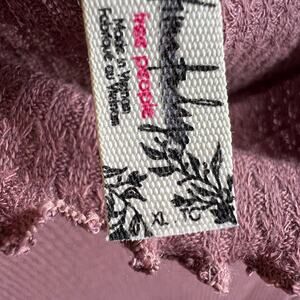 free people
Made in Vietnam
Fabriqué au Vietnam
XL TG